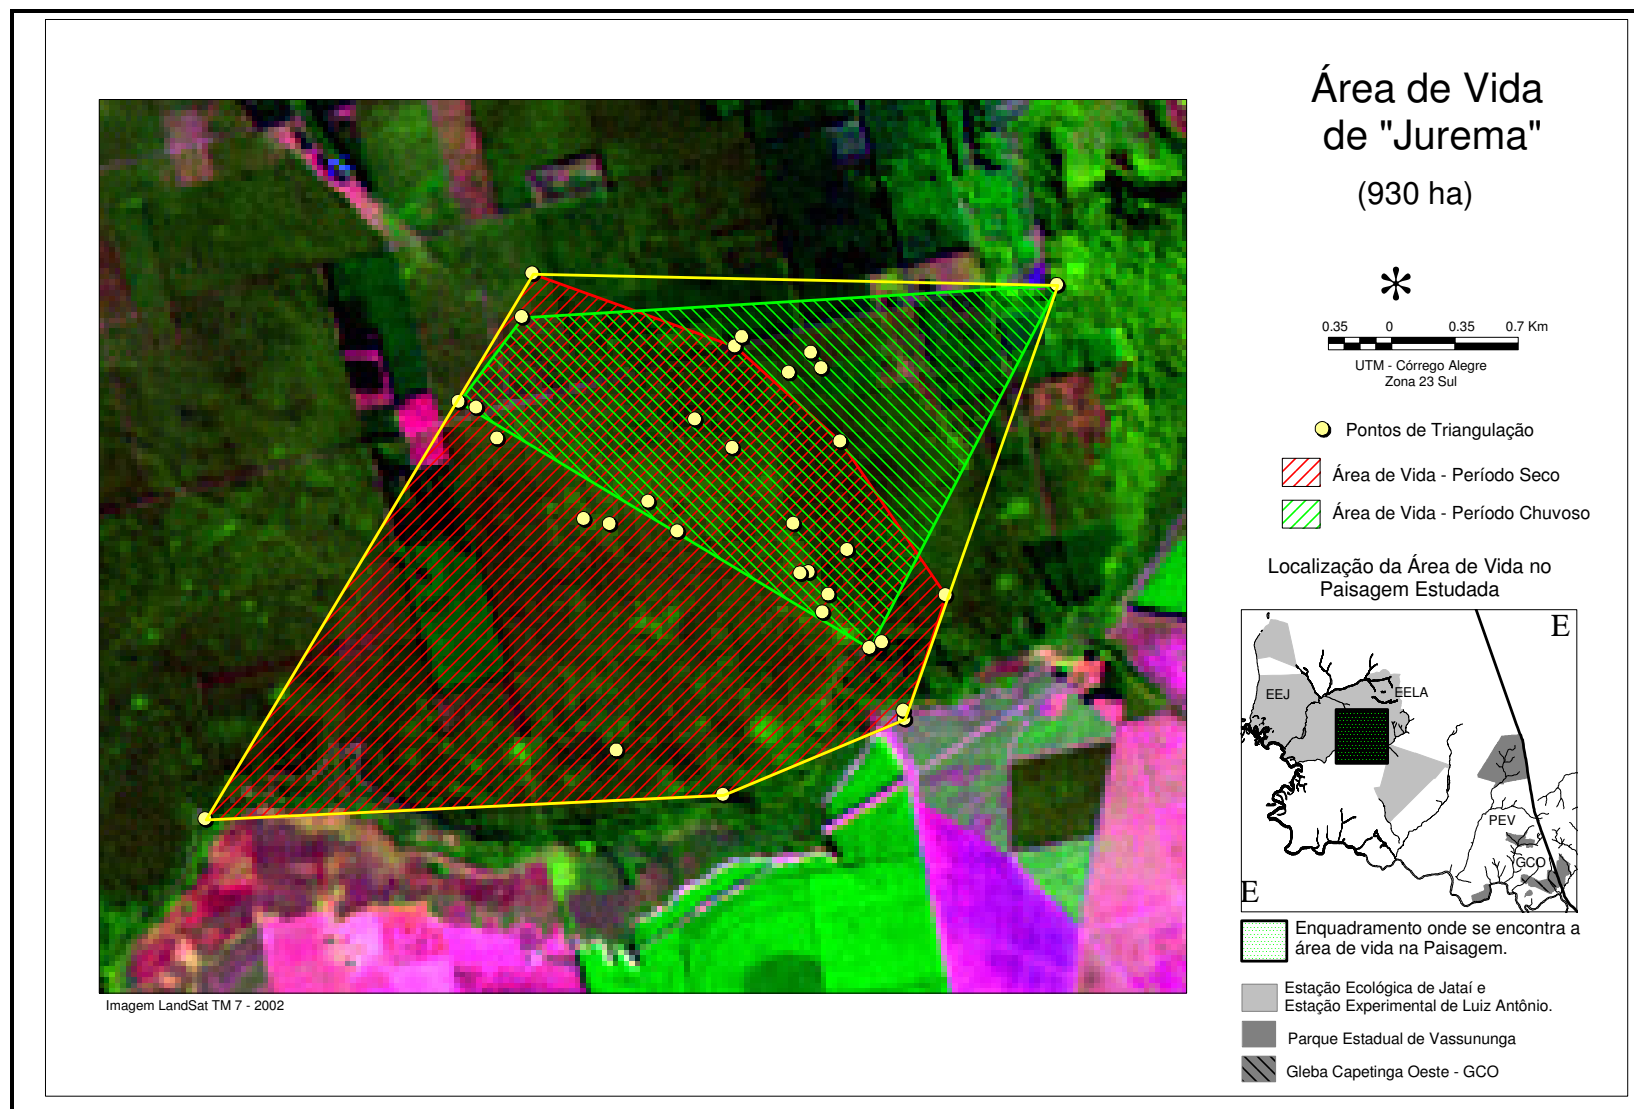 Área de Vida
de "Jurema"
(930 ha)
0.35 0 0.35 0.7 Km
UTM - Córrego Alegre
Zona 23 Sul
Pontos de Triangulação
Área de Vida - Período Seco
Área de Vida - Período Chuvoso
Localização da Área de Vida no
Paisagem Estudada
E
EEJ
EELA
PEV
GCO
E
Enquadramento onde se encontra a
área de vida na Paisagem.
Estação Ecológica de Jataí e
Estação Experimental de Luiz Antônio.
Parque Estadual de Vassununga
Gleba Capetinga Oeste - GCO
Imagem LandSat TM 7 - 2002